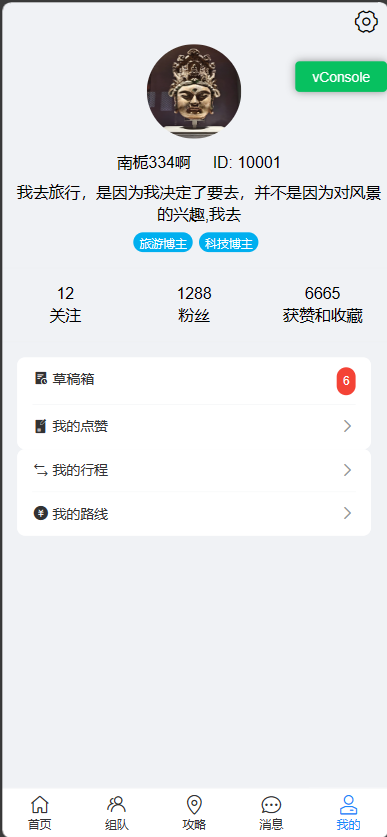 vConsole
南栀334啊 ID: 10001
我去旅行，是因为我决定了要去，并不是因为对风景
的兴趣,我去
旅游博主 科技博主
12 1288 6665
关注 粉丝 获赞和收藏
草稿箱 6
我的点赞
我的行程
我的路线
首页 组队 攻略 消息 我的